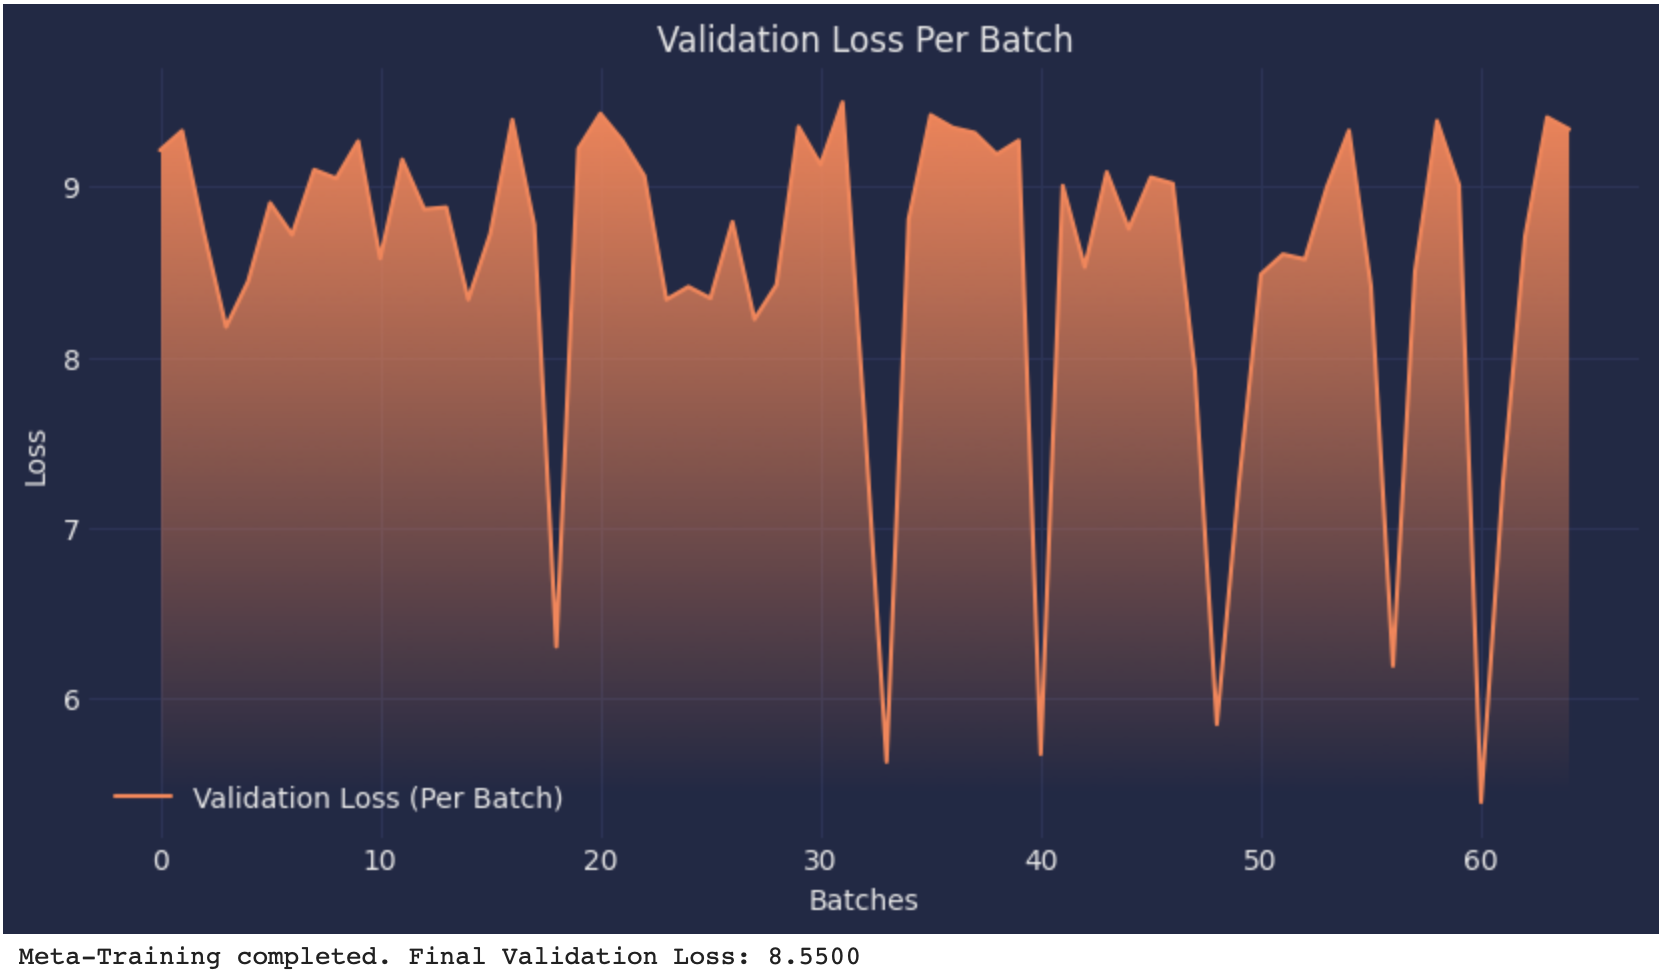 Validation Loss Per Batch
9
8
7
6
Loss
Validation Loss (Per Batch)
0 10 20 30 40 50 60
Batches
Meta-Training completed. Final Validation Loss: 8.5500